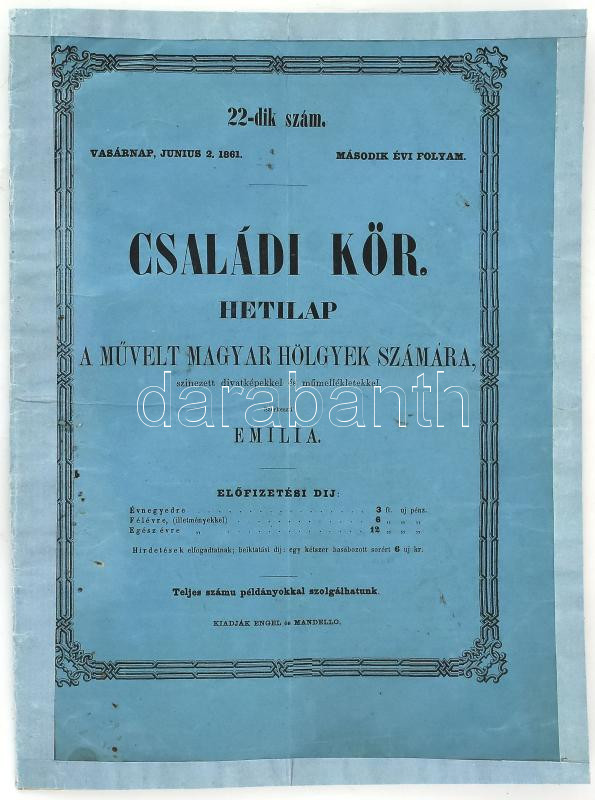 22-dik szám.
VASÁRNAP, JUNIUS 2. 1861. MÁSODIK ÉVI FOLYAM.
CSALÁDI KÖR.
HETILAP
A MŰVELT MAGYAR HÖLGYEK SZÁMÁRA,
szinezett divatképekkel és műmellékletekkel.
darabanth
EMILIA.
ELŐFIZETÉSI DIJ:
Évnegyedre . . . . . . . . . . . . . . . . 3 ft. uj pénz.
Félévre, (illetményekkel) . . . . . . . . . . . . 6 „ „ „
Egész évre „ . . . . . . . . . . . . 12 „ „ „
Hirdetések elfogadtatnak; beiktatási dij: egy kétszer hasábozott sorért 6 uj kr.
Teljes számu példányokkal szolgálhatunk.
KIADJÁK ENGEL és MANDELLO.